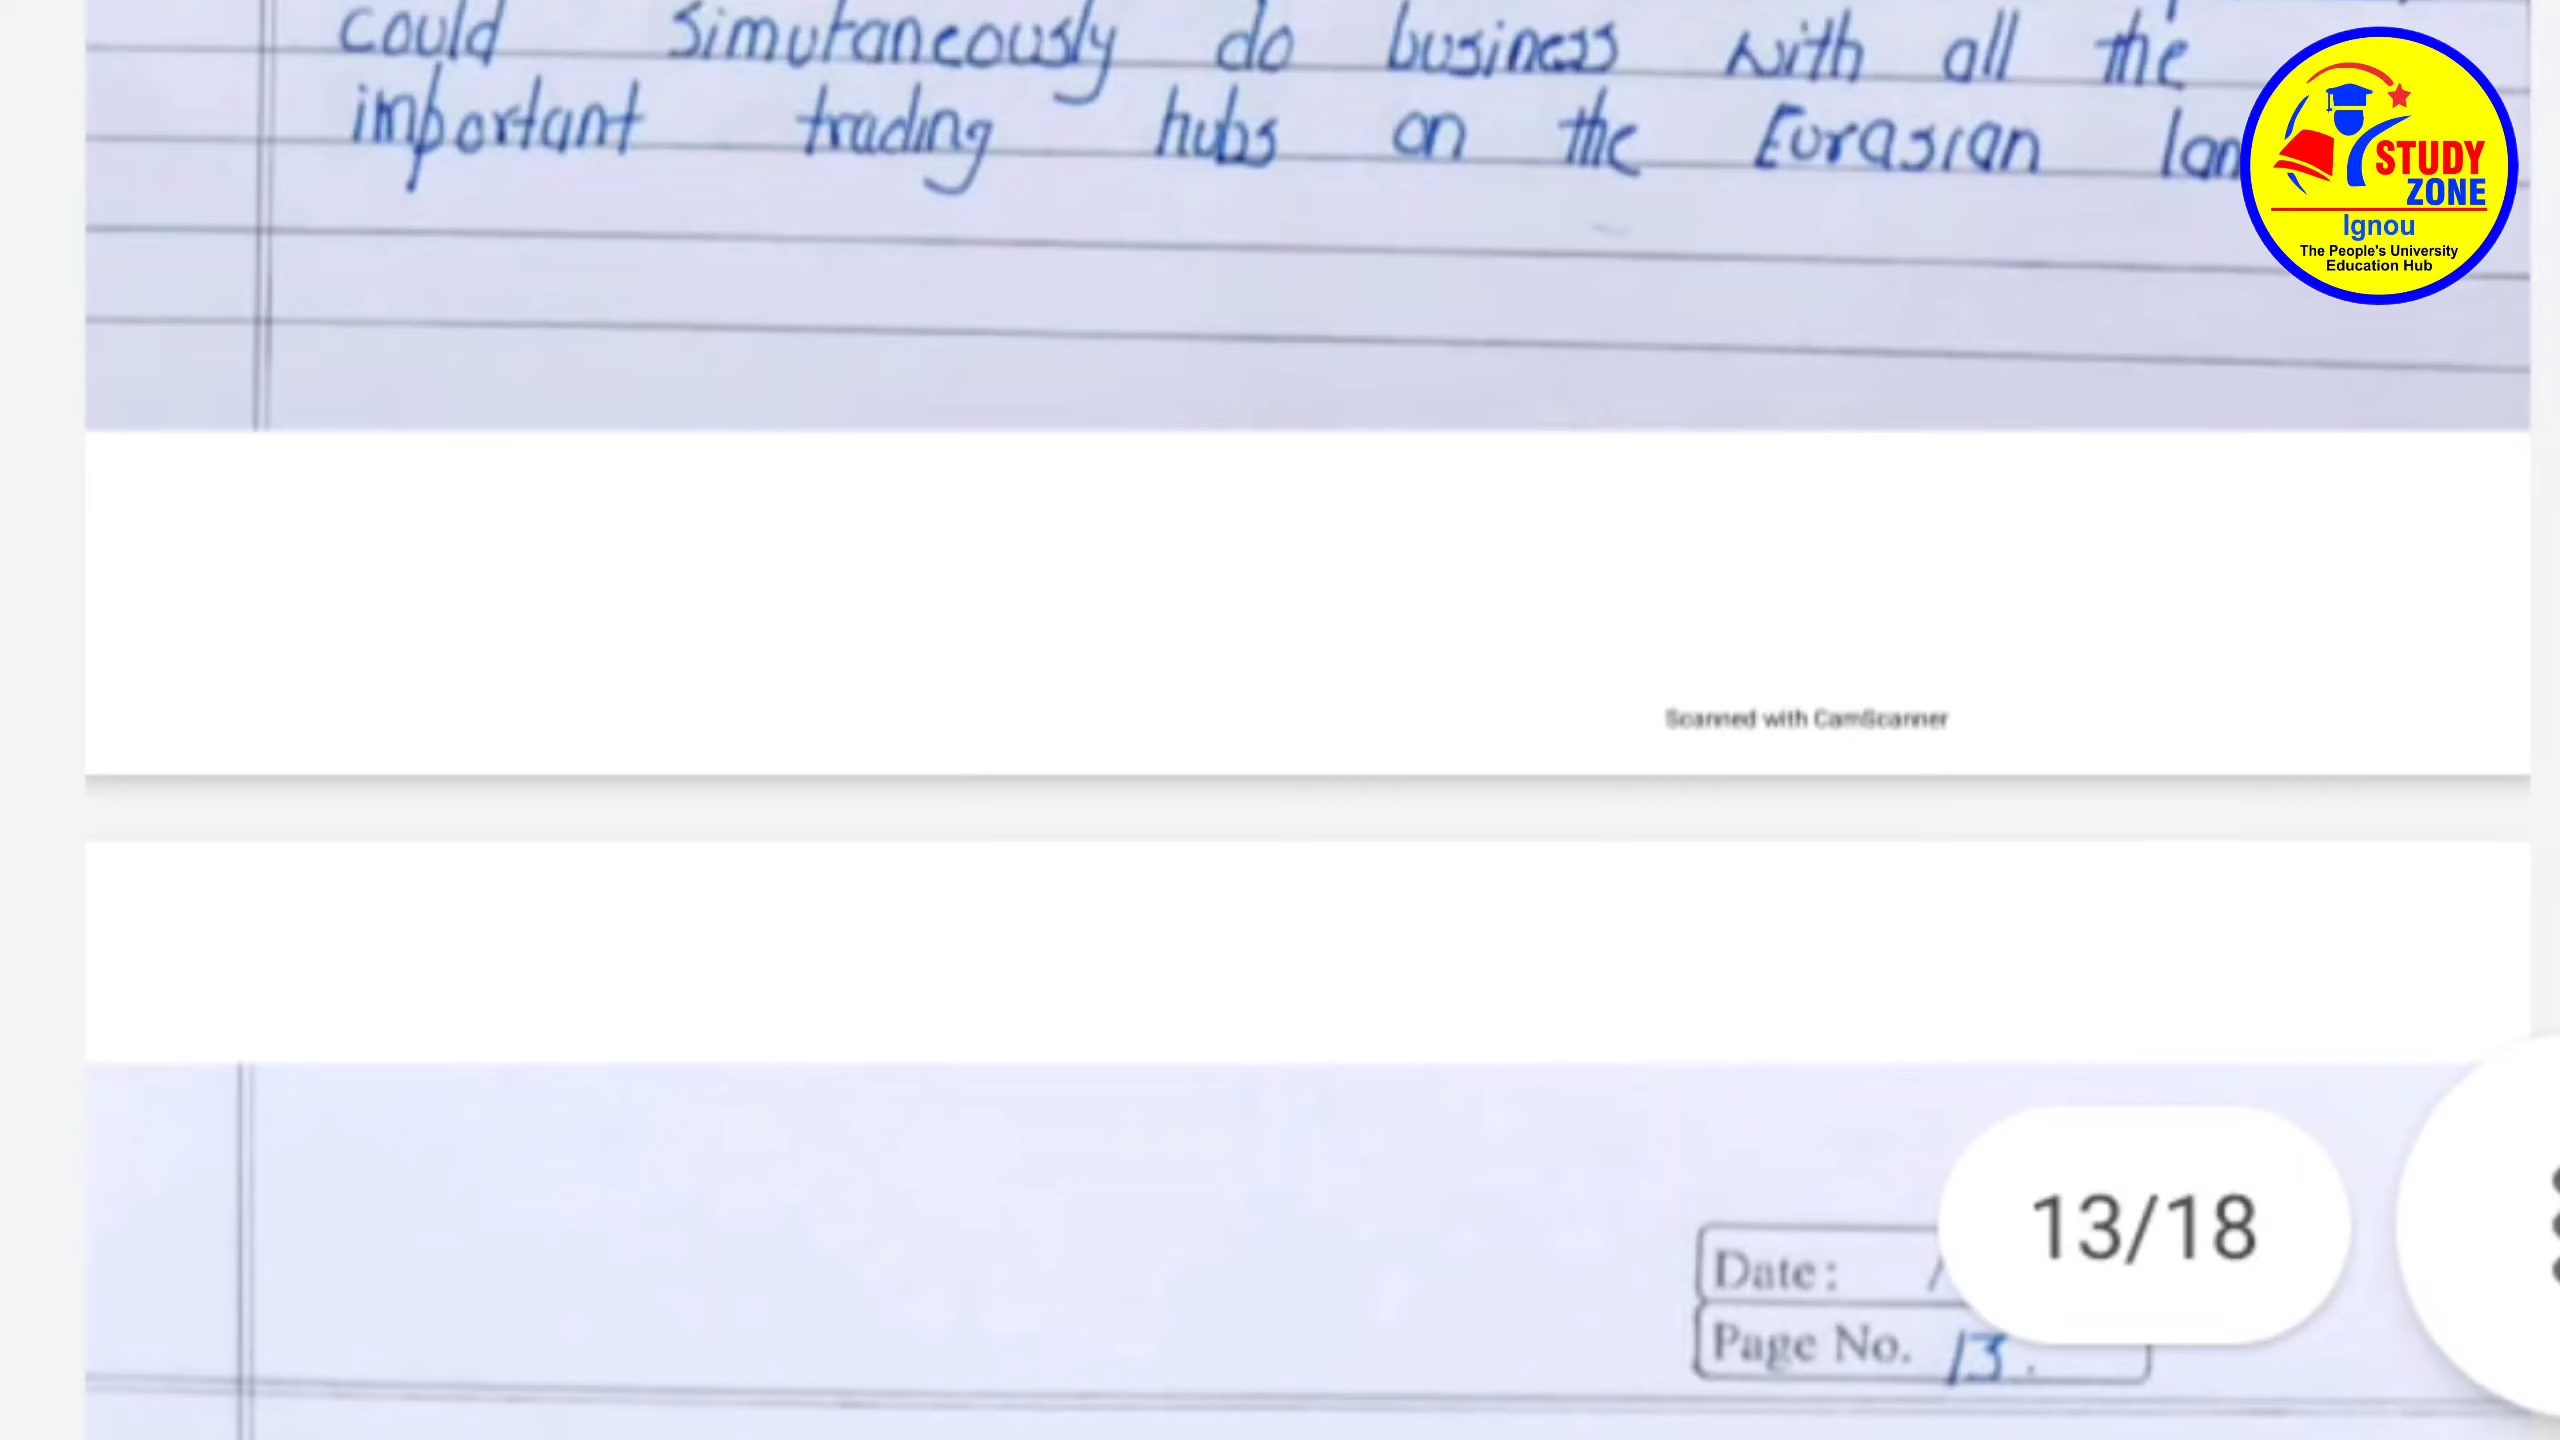 could simutaneously do business with all the
important trading hubs on the Eurasian lan
STUDY
ZONE
Ignou
The People's University
Education Hub
Scanned with CamScanner
13/18
Date: /
Page No. 13.